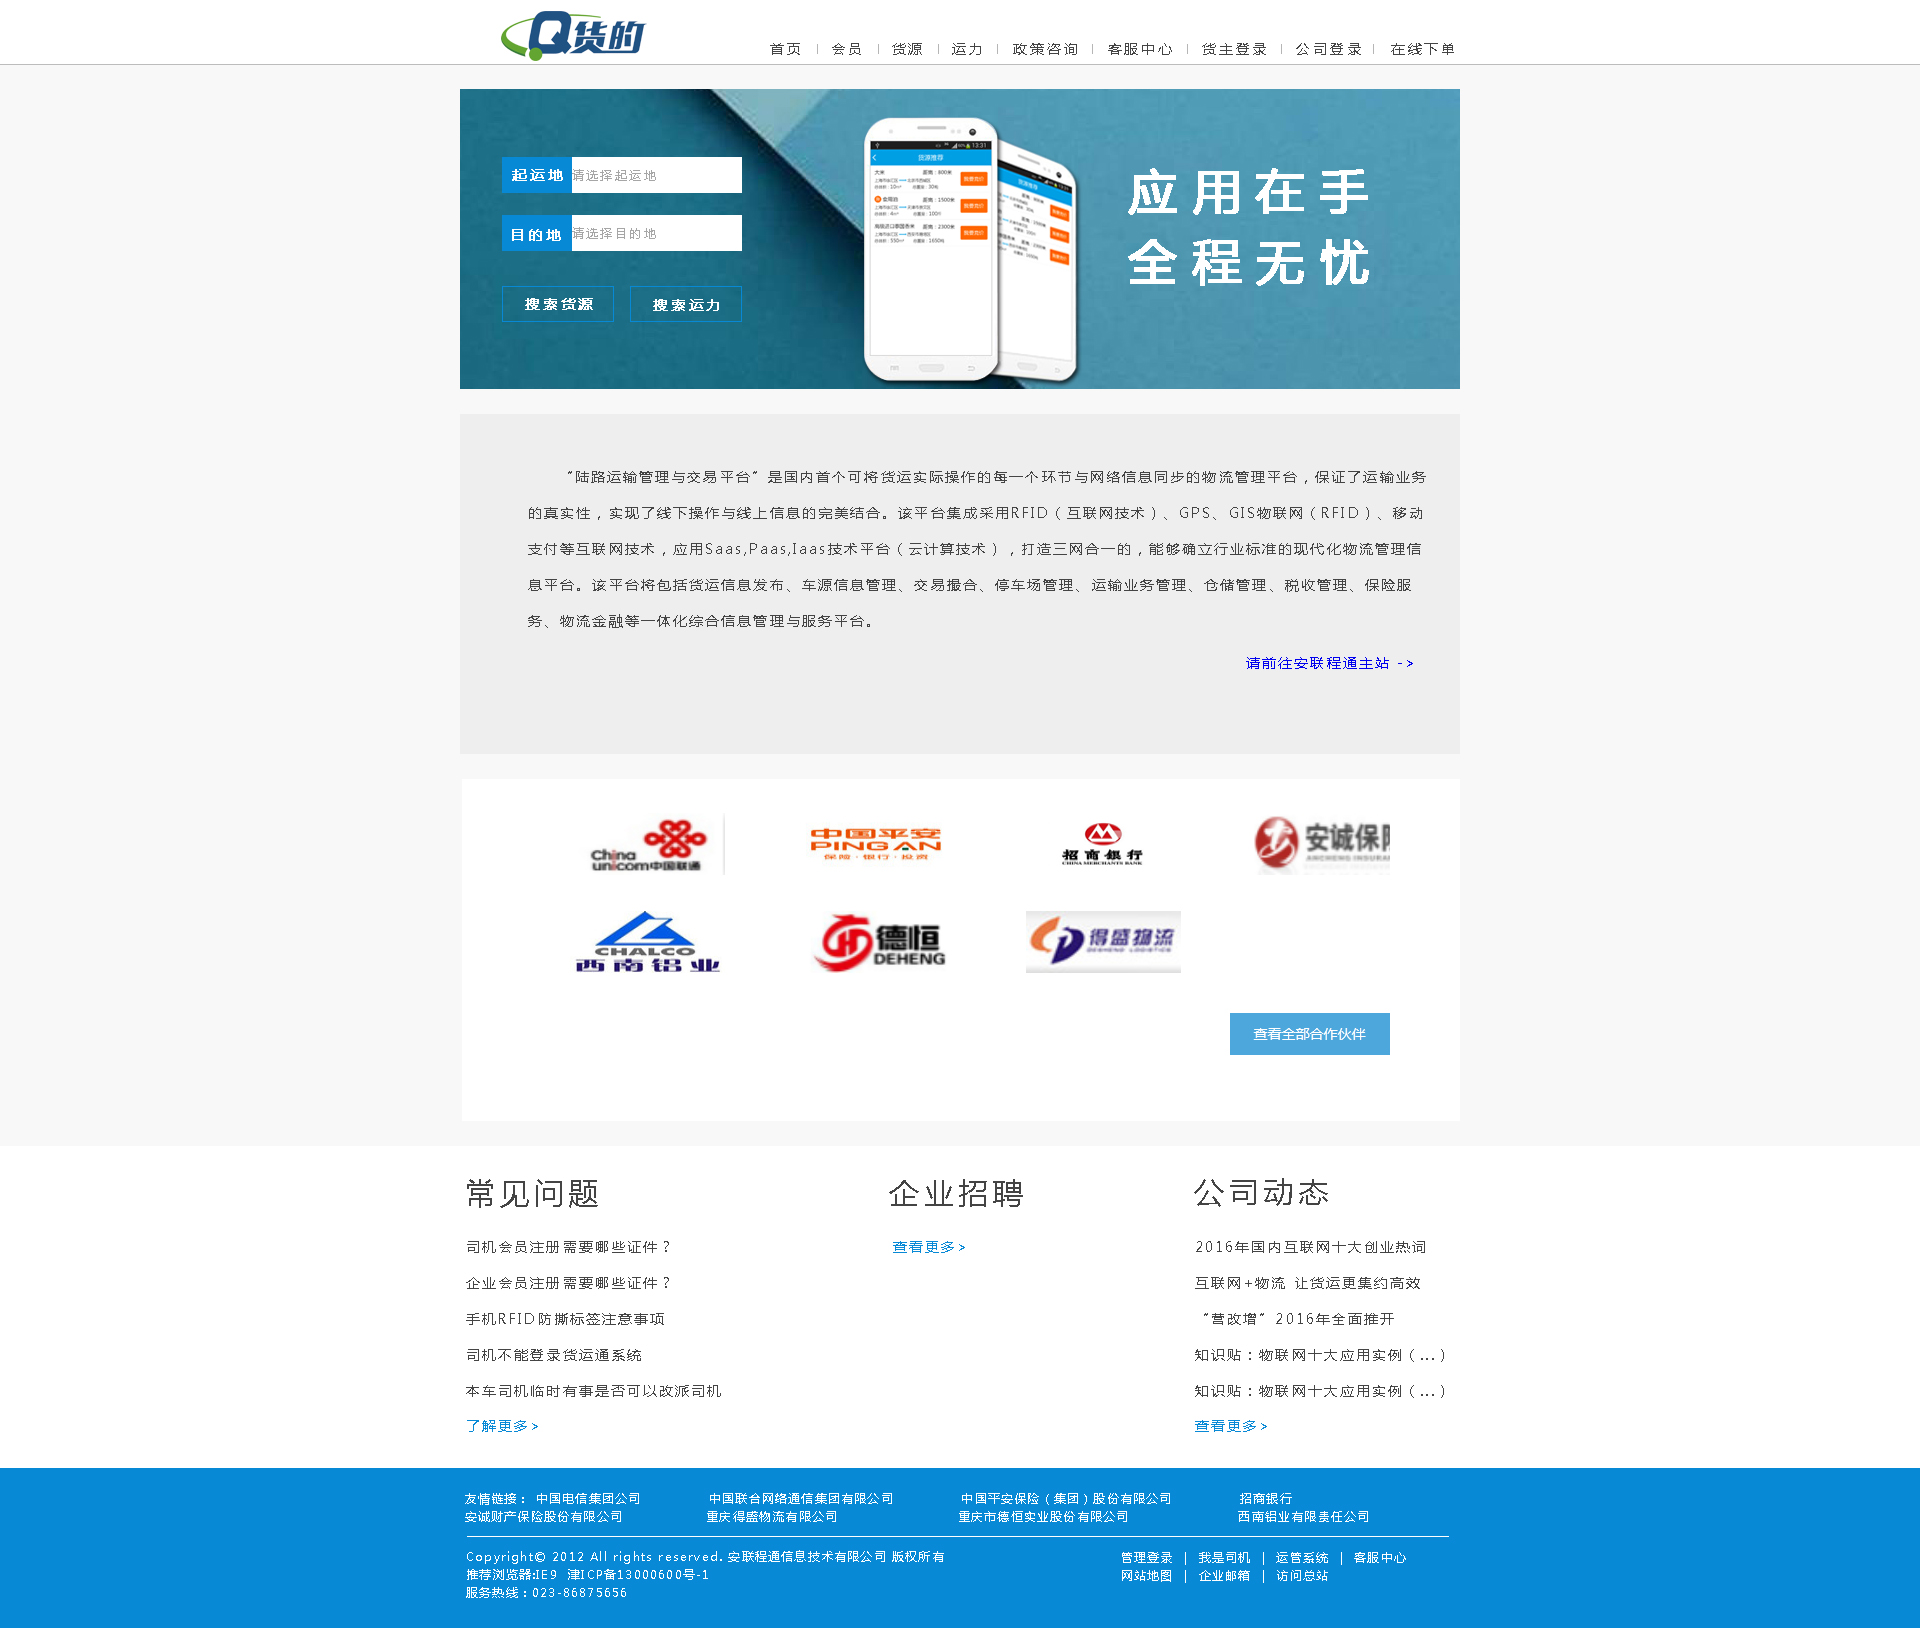 Q货的
首页 会员 货源 运力 政策咨询 客服中心 货主登录 公司登录 在线下单
起运地 请选择起运地
目的地 请选择目的地
搜索货源 搜索运力
13:31
货源推荐
应用在手
全程无忧
“陆路运输管理与交易平台”是国内首个可将货运实际操作的每一个环节与网络信息同步的物流管理平台，保证了运输业务
的真实性，实现了线下操作与线上信息的完美结合。该平台集成采用RFID（互联网技术）、GPS、GIS物联网（RFID）、移动
支付等互联网技术，应用Saas,Paas,Iaas技术平台（云计算技术），打造三网合一的，能够确立行业标准的现代化物流管理信
息平台。该平台将包括货运信息发布、车源信息管理、交易撮合、停车场管理、运输业务管理、仓储管理、税收管理、保险服
务、物流金融等一体化综合信息管理与服务平台。
请前往安联程通主站 ->
China unicom中国联通
中国平安
PING AN
保险·银行·投资
招商银行
CHINA MERCHANTS BANK
安诚保
CHALCO
西南铝业
德恒
DEHENG
得盛物流
DESHENG LOGISTICS
查看全部合作伙伴
常见问题 企业招聘 公司动态
司机会员注册需要哪些证件？ 查看更多> 2016年国内互联网十大创业热词
企业会员注册需要哪些证件？ 互联网+物流 让货运更集约高效
手机RFID防撕标签注意事项 “营改增”2016年全面推开
司机不能登录货运通系统 知识贴：物联网十大应用实例（...）
本车司机临时有事是否可以改派司机 知识贴：物联网十大应用实例（...）
了解更多> 查看更多>
友情链接： 中国电信集团公司 中国联合网络通信集团有限公司 中国平安保险（集团）股份有限公司 招商银行
安诚财产保险股份有限公司 重庆得盛物流有限公司 重庆市德恒实业股份有限公司 西南铝业有限责任公司
Copyright© 2012 All rights reserved. 安联程通信息技术有限公司 版权所有 管理登录 | 我是司机 | 运管系统 | 客服中心
推荐浏览器:IE9 津ICP备13000600号-1 网站地图 | 企业邮箱 | 访问总站
服务热线：023-86875656